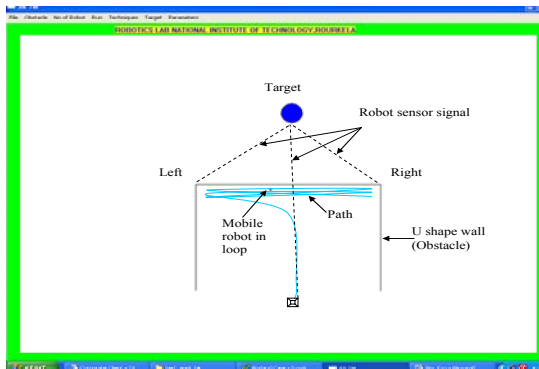 File Obstacle No of Robot Run Techniques Target Parameters
ROBOTICS LAB NATIONAL INSTITUTE OF TECHNOLOGY,ROURKELA
Target
Robot sensor signal
Left
Right
Mobile
robot in
loop
Path
U shape wall
(Obstacle)